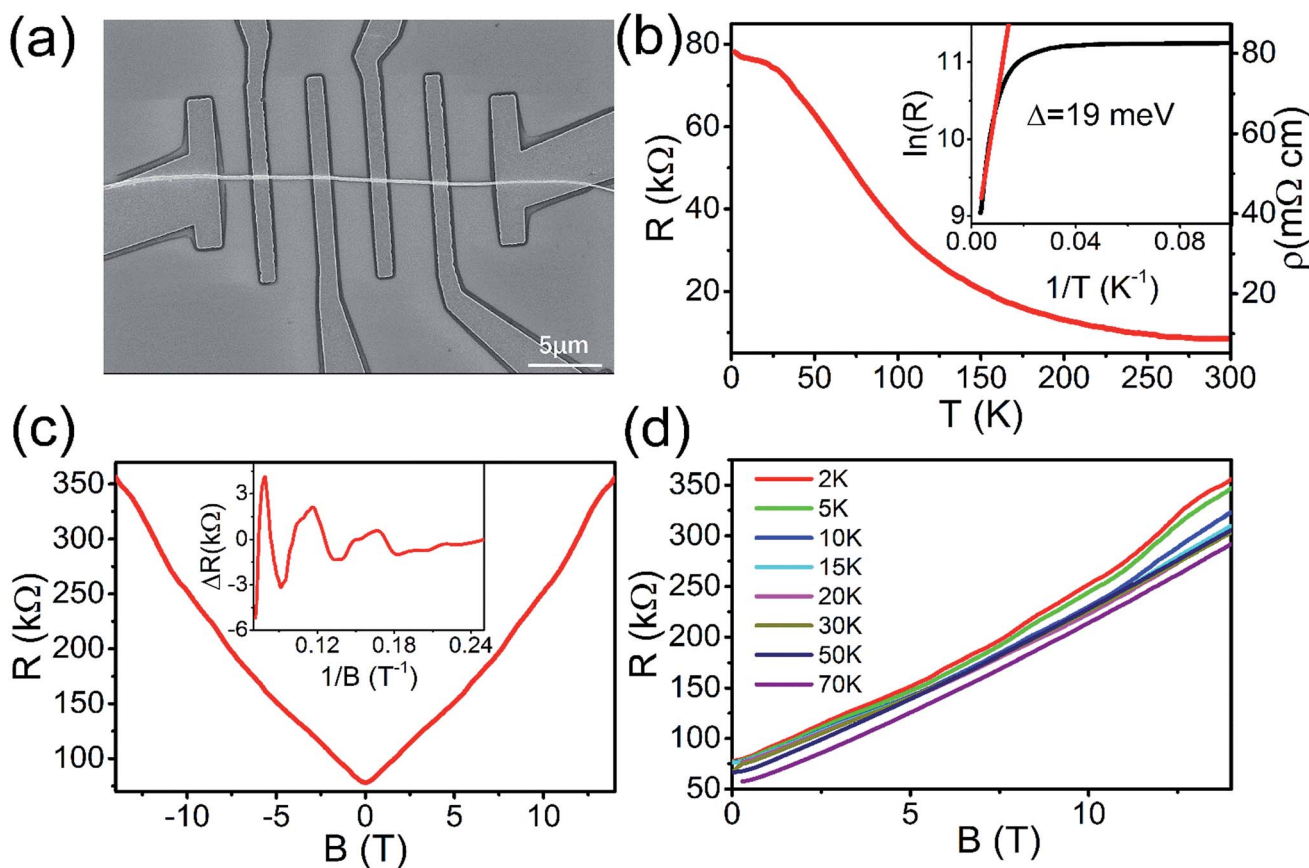 (a)
5μm
(b)
80
60
40
20
0
50
100
150
200
250
300
R (kΩ)
T (K)
80
60
40
20
ρ(mΩ cm)
11
10
9
0.00
0.04
0.08
ln(R)
1/T (K⁻¹)
Δ=19 meV
(c)
350
300
250
200
150
100
-10
-5
0
5
10
R (kΩ)
B (T)
3
0
-3
-6
0.12
0.18
0.24
ΔR(kΩ)
1/B (T⁻¹)
(d)
350
300
250
200
150
100
50
0
5
10
R (kΩ)
B (T)
2K
5K
10K
15K
20K
30K
50K
70K